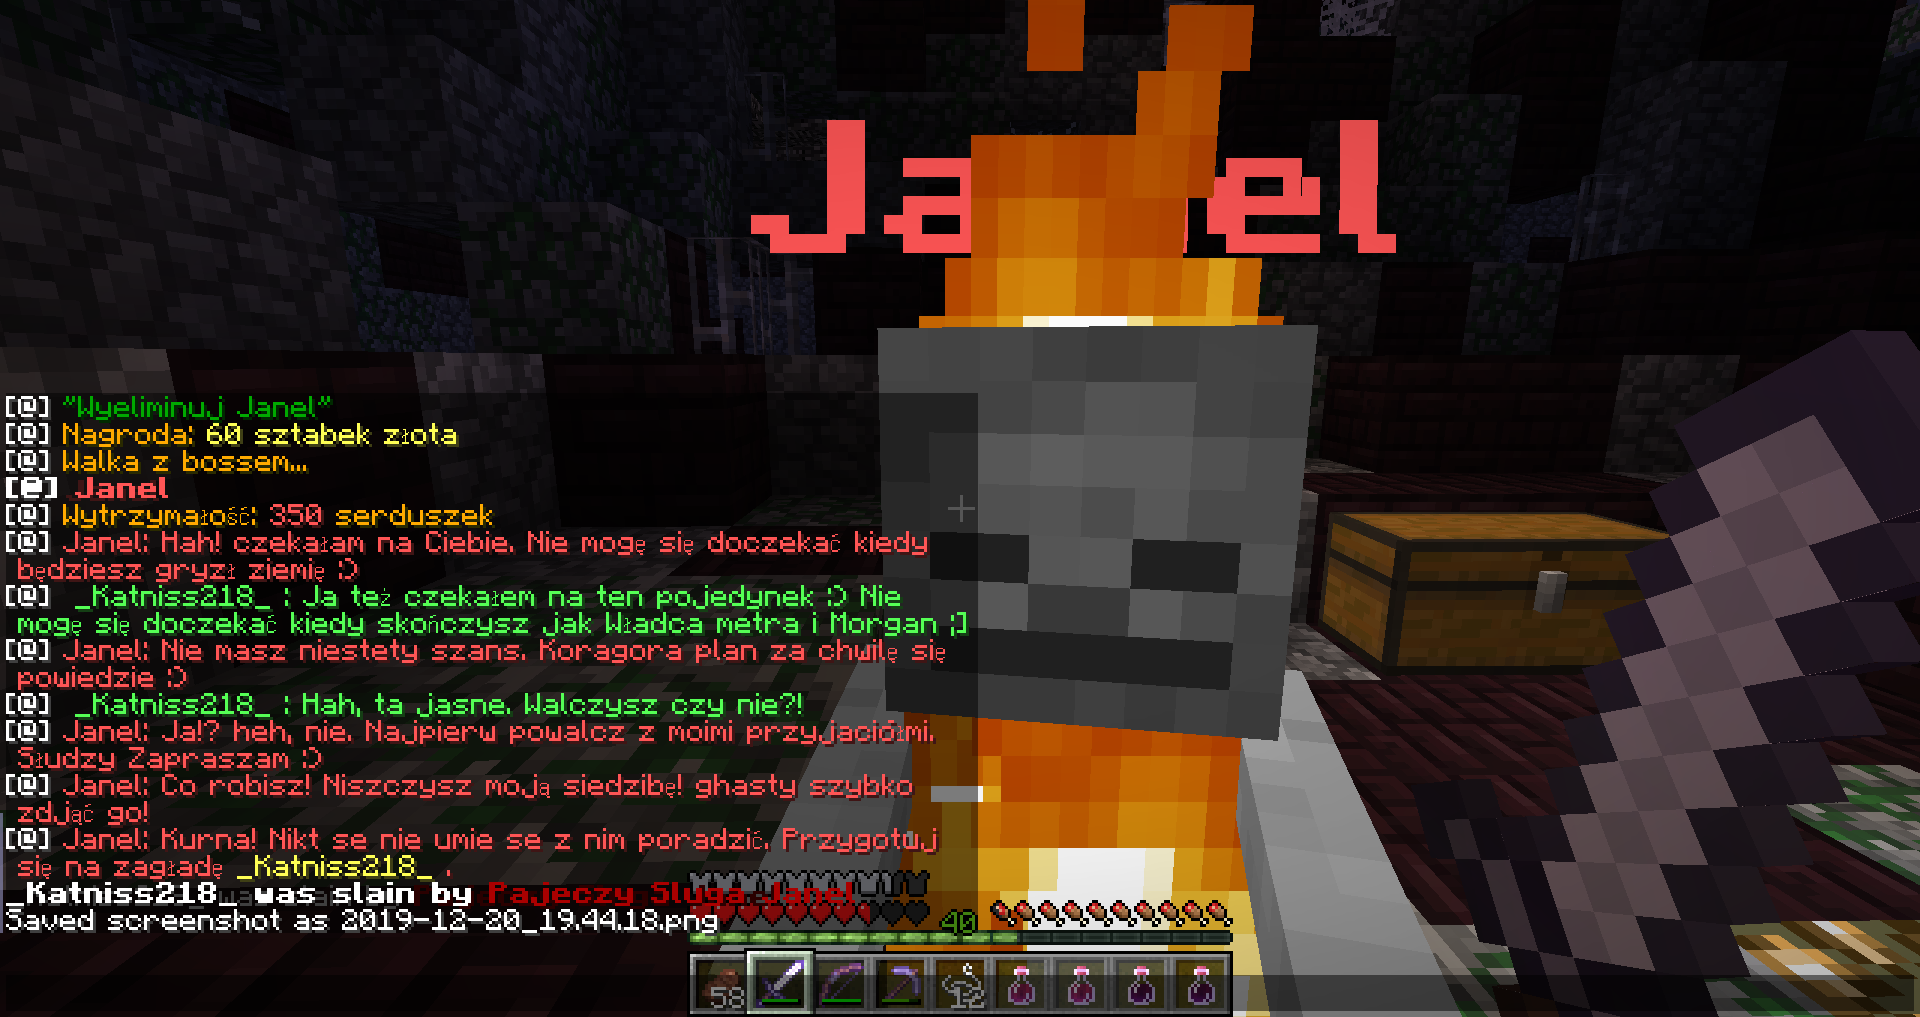 Janel
[@] "Wyeliminuj Janel"
[@] Nagroda: 60 sztabek złota
[@] Walka z bossem...
[@] Janel
[@] Wytrzymałość: 350 serduszek
[@] Janel: Hah! czekałam na Ciebie. Nie mogę się doczekać kiedy
będziesz gryzł ziemię :)
[@] _Katniss218_ : Ja też czekałem na ten pojedynek :) Nie
mogę się doczekać kiedy skończysz jak Władca metra i Morgan ;]
[@] Janel: Nie masz niestety szans. Koragora plan za chwilę się
powiedzie :)
[@] _Katniss218_ : Hah, ta jasne. Walczysz czy nie?!
[@] Janel: Ja!? heh, nie. Najpierw powalcz z moimi przyjaciółmi.
Słudzy Zapraszam :)
[@] Janel: Co robisz! Niszczysz moją siedzibę! ghasty szybko
zdjąć go!
[@] Janel: Kurna! Nikt se nie umie se z nim poradzić. Przygotuj
się na zagładę _Katniss218_ .
_Katniss218_ was slain by Pajeczy Sluga Janel
Saved screenshot as 2019-12-20_19.44.18.png
40
58
12